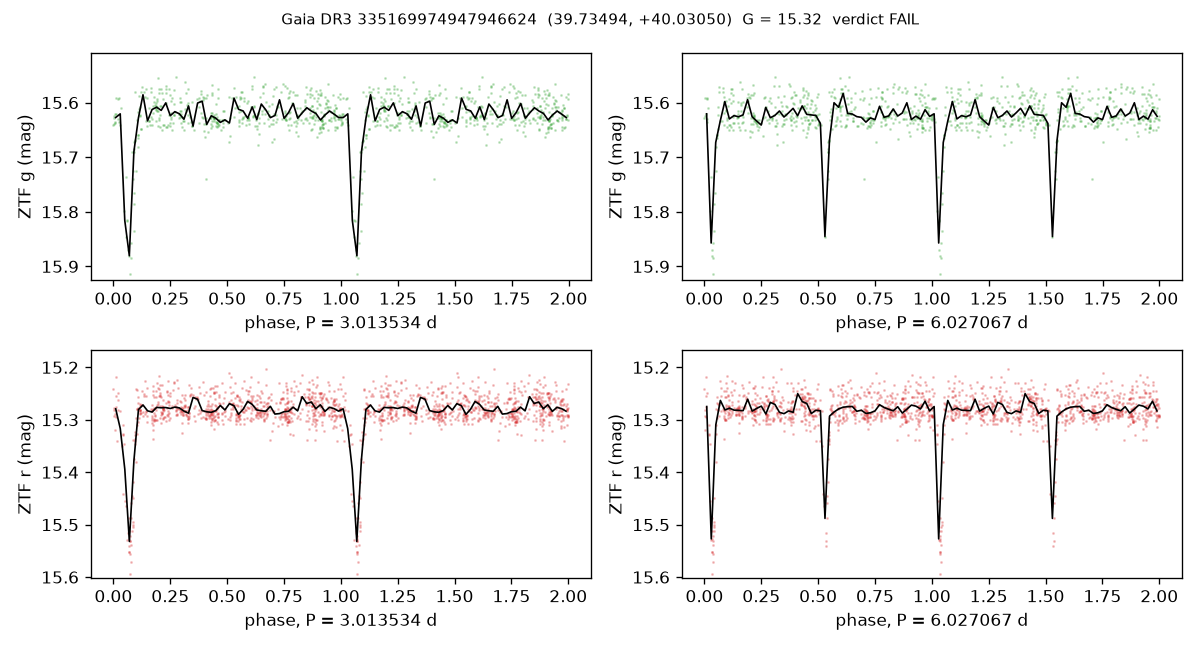 Gaia DR3 335169974947946624  (39.73494, +40.03050)  G = 15.32  verdict FAIL
ZTF g (mag)
15.6
15.7
15.8
15.9
0.00 0.25 0.50 0.75 1.00 1.25 1.50 1.75 2.00
phase, P = 3.013534 d
ZTF g (mag)
15.6
15.7
15.8
15.9
0.00 0.25 0.50 0.75 1.00 1.25 1.50 1.75 2.00
phase, P = 6.027067 d
ZTF r (mag)
15.2
15.3
15.4
15.5
15.6
0.00 0.25 0.50 0.75 1.00 1.25 1.50 1.75 2.00
phase, P = 3.013534 d
ZTF r (mag)
15.2
15.3
15.4
15.5
15.6
0.00 0.25 0.50 0.75 1.00 1.25 1.50 1.75 2.00
phase, P = 6.027067 d